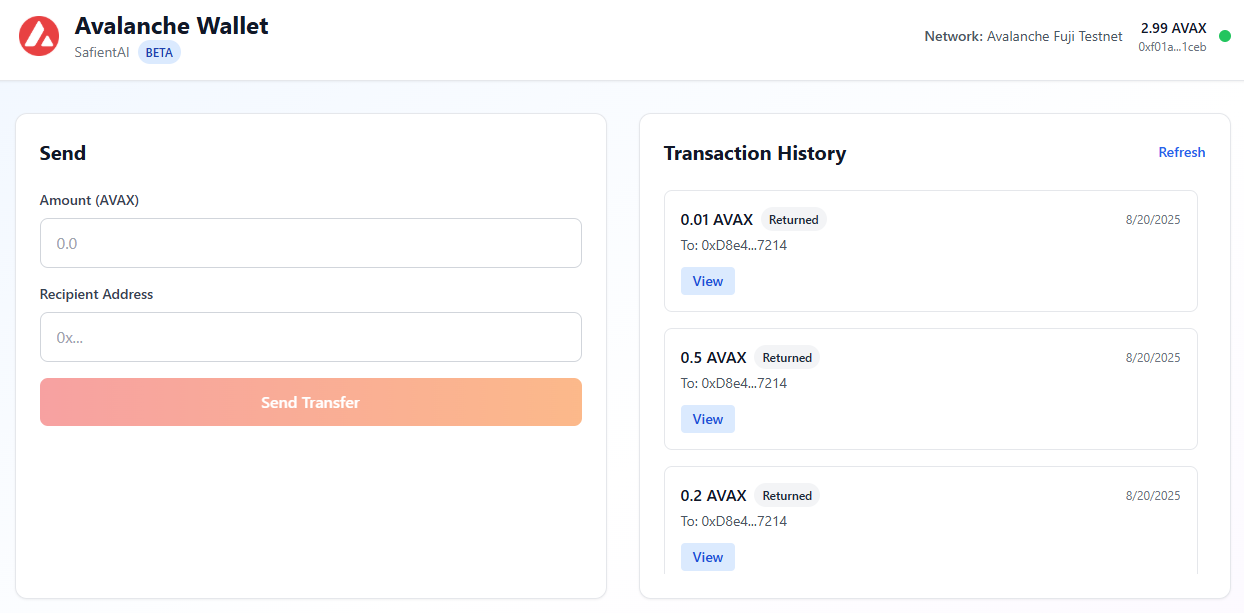 Avalanche Wallet
SafientAI BETA
Network: Avalanche Fuji Testnet
2.99 AVAX
0xf01a...1ceb
Send
Amount (AVAX)
0.0
Recipient Address
0x...
Send Transfer
Transaction History
Refresh
0.01 AVAX Returned 8/20/2025
To: 0xD8e4...7214
View
0.5 AVAX Returned 8/20/2025
To: 0xD8e4...7214
View
0.2 AVAX Returned 8/20/2025
To: 0xD8e4...7214
View